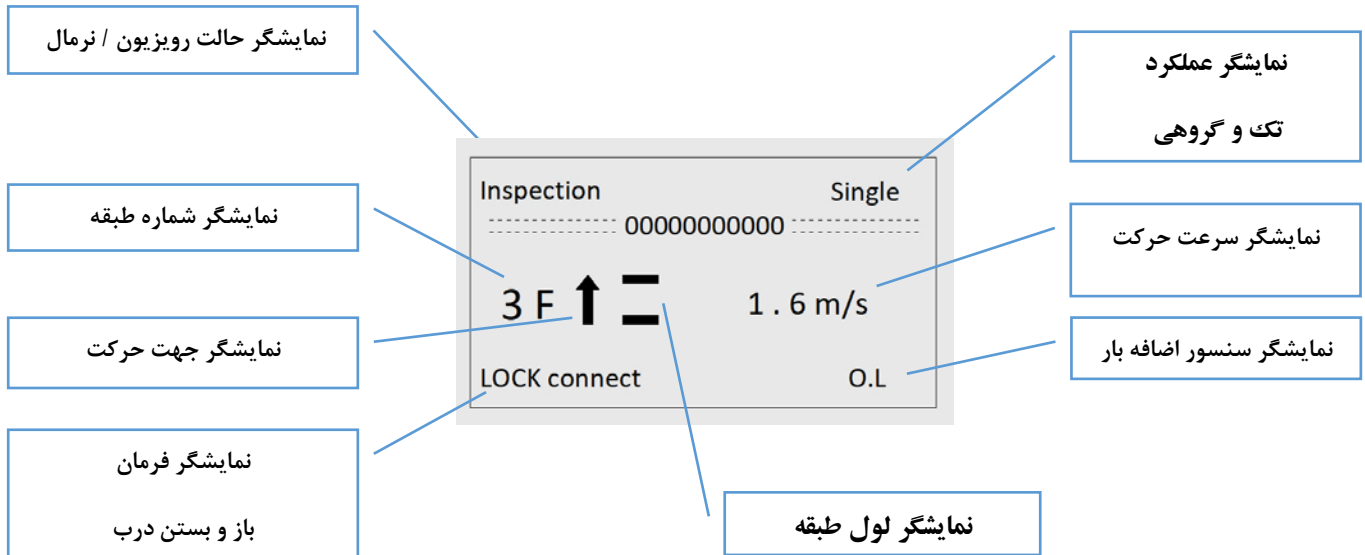 نمایشگر حالت رویزیون / نرمال
نمایشگر عملکرد
تک و گروهی
Inspection
Single
00000000000
نمایشگر شماره طبقه
نمایشگر سرعت حرکت
3 F
1 . 6 m/s
نمایشگر جهت حرکت
نمایشگر سنسور اضافه بار
LOCK connect
O.L
نمایشگر فرمان
باز و بستن درب
نمایشگر لول طبقه